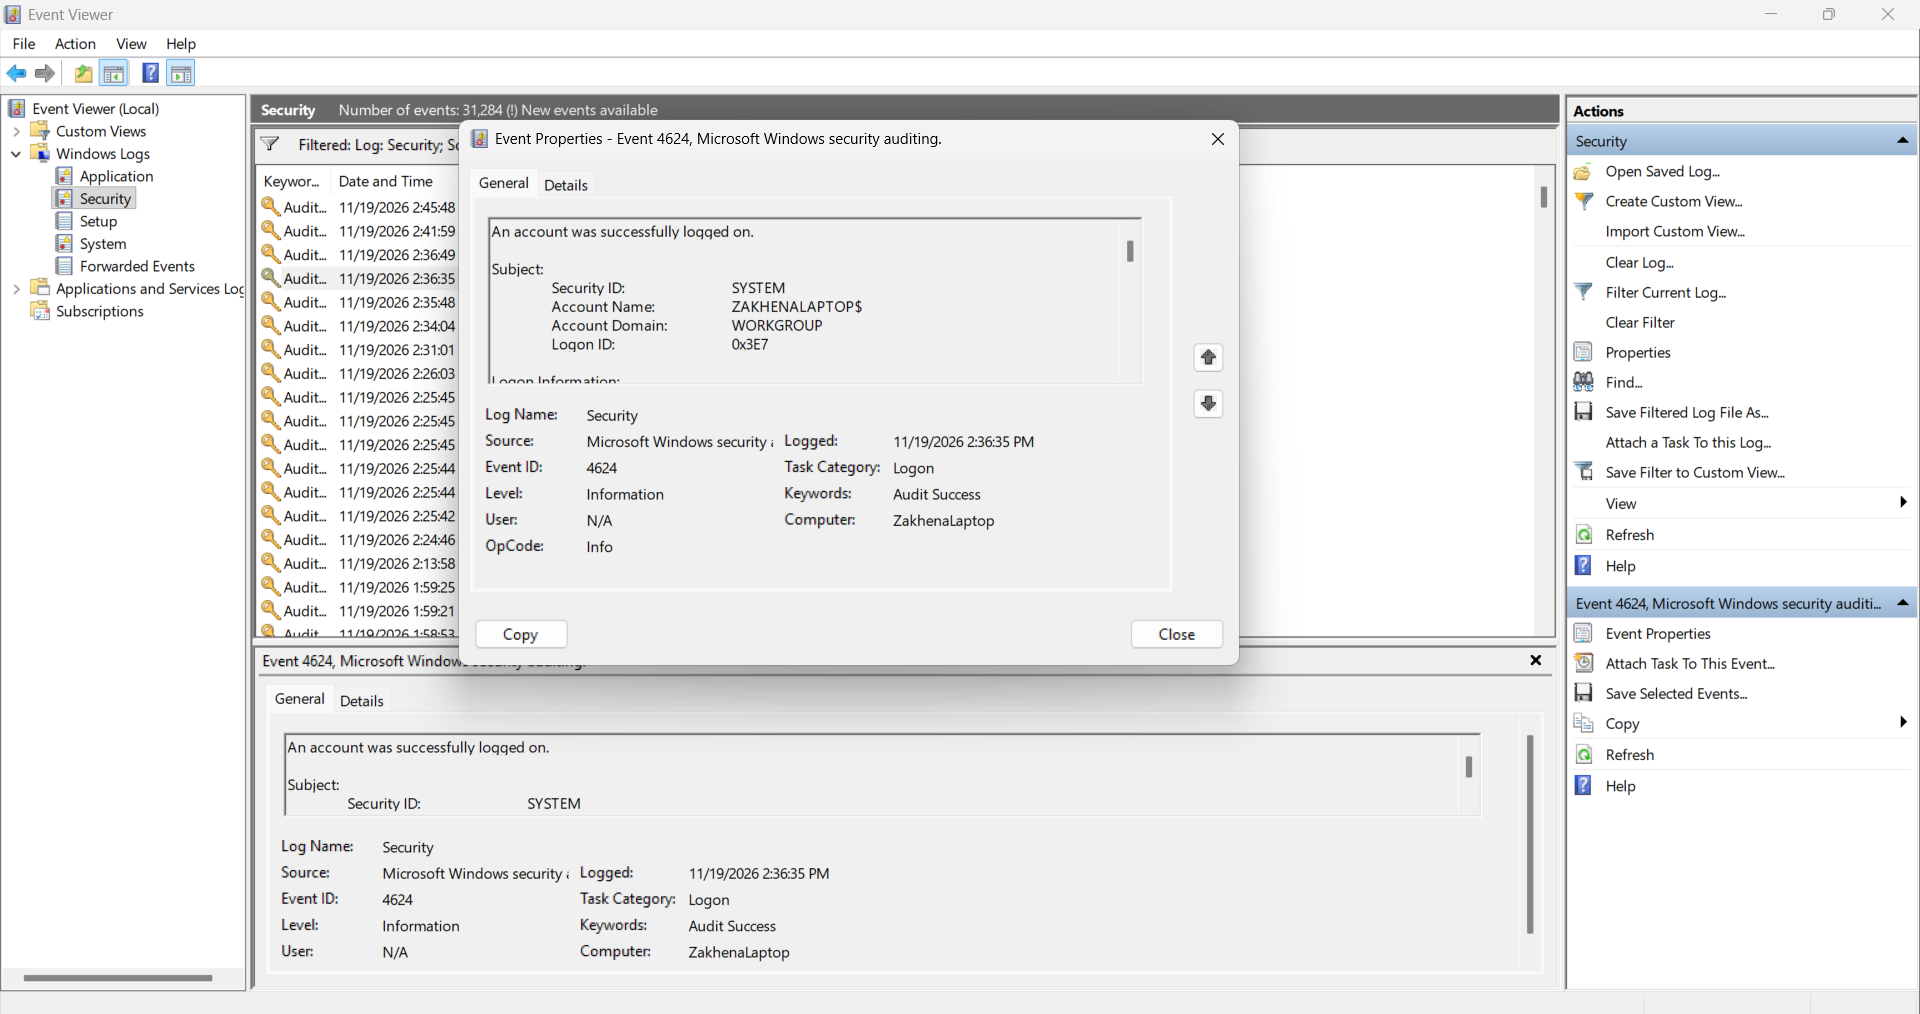 Event Viewer
File Action View Help
Event Viewer (Local)
Custom Views
Windows Logs
Application
Security
Setup
System
Forwarded Events
Applications and Services Log
Subscriptions
Security Number of events: 31,284 (!) New events available
Filtered: Log: Security; So
Keywor... Date and Time
Audit... 11/19/2026 2:45:48
Audit... 11/19/2026 2:41:59
Audit... 11/19/2026 2:36:49
Audit... 11/19/2026 2:36:35
Audit... 11/19/2026 2:35:48
Audit... 11/19/2026 2:34:04
Audit... 11/19/2026 2:31:01
Audit... 11/19/2026 2:26:03
Audit... 11/19/2026 2:25:45
Audit... 11/19/2026 2:25:45
Audit... 11/19/2026 2:25:45
Audit... 11/19/2026 2:25:44
Audit... 11/19/2026 2:25:44
Audit... 11/19/2026 2:25:42
Audit... 11/19/2026 2:24:46
Audit... 11/19/2026 2:13:58
Audit... 11/19/2026 1:59:25
Audit... 11/19/2026 1:59:21
Audit... 11/19/2026 1:58:53
Event Properties - Event 4624, Microsoft Windows security auditing.
General Details
An account was successfully logged on.
Subject:
Security ID: SYSTEM
Account Name: ZAKHENALAPTOP$
Account Domain: WORKGROUP
Logon ID: 0x3E7
Logon Information:
Log Name: Security
Source: Microsoft Windows security Logged: 11/19/2026 2:36:35 PM
Event ID: 4624 Task Category: Logon
Level: Information Keywords: Audit Success
User: N/A Computer: ZakhenaLaptop
OpCode: Info
Copy Close
Event 4624, Microsoft Windows security auditing.
General Details
An account was successfully logged on.
Subject:
Security ID: SYSTEM
Log Name: Security
Source: Microsoft Windows security Logged: 11/19/2026 2:36:35 PM
Event ID: 4624 Task Category: Logon
Level: Information Keywords: Audit Success
User: N/A Computer: ZakhenaLaptop
Actions
Security
Open Saved Log...
Create Custom View...
Import Custom View...
Clear Log...
Filter Current Log...
Clear Filter
Properties
Find...
Save Filtered Log File As...
Attach a Task To this Log...
Save Filter to Custom View...
View
Refresh
Help
Event 4624, Microsoft Windows security auditi...
Event Properties
Attach Task To This Event...
Save Selected Events...
Copy
Refresh
Help